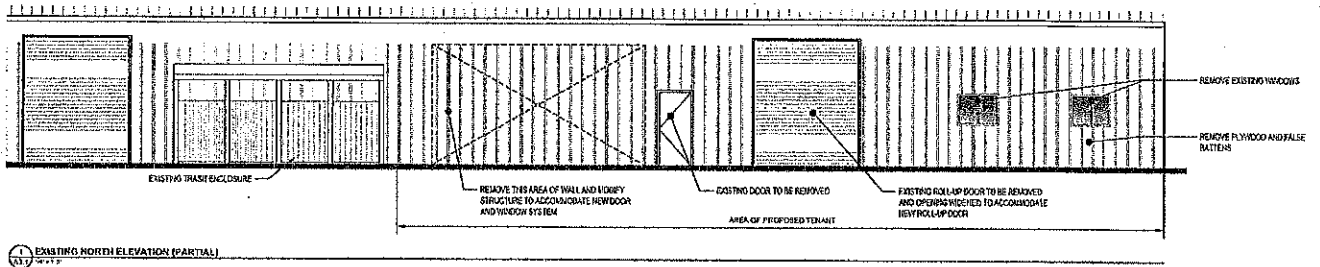 REMOVE EXISTING WINDOWS
REMOVE PLYWOOD AND FALSE
BATTENS
EXISTING TRASH ENCLOSURE
REMOVE THIS AREA OF WALL AND MODIFY
STRUCTURE TO ACCOMMODATE NEW DOOR
AND WINDOW SYSTEM
EXISTING DOOR TO BE REMOVED
EXISTING ROLL-UP DOOR TO BE REMOVED
AND OPENING WIDENED TO ACCOMMODATE
NEW ROLL-UP DOOR
AREA OF PROPOSED TENANT
1
EXISTING NORTH ELEVATION (PARTIAL)